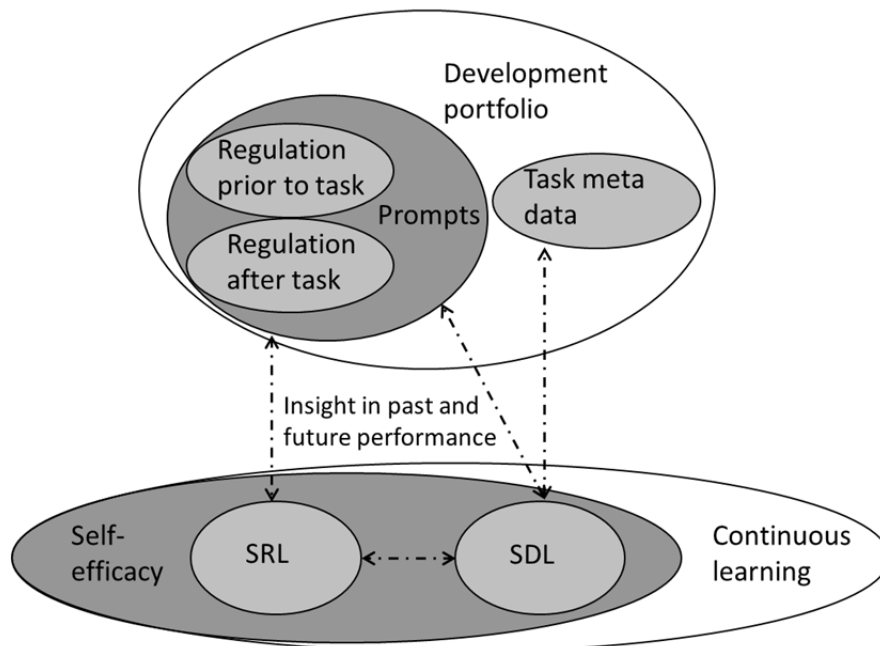 Development
portfolio
Regulation
prior to task
Prompts
Task meta
data
Regulation
after task
Insight in past and
future performance
Self-
efficacy
SRL
SDL
Continuous
learning